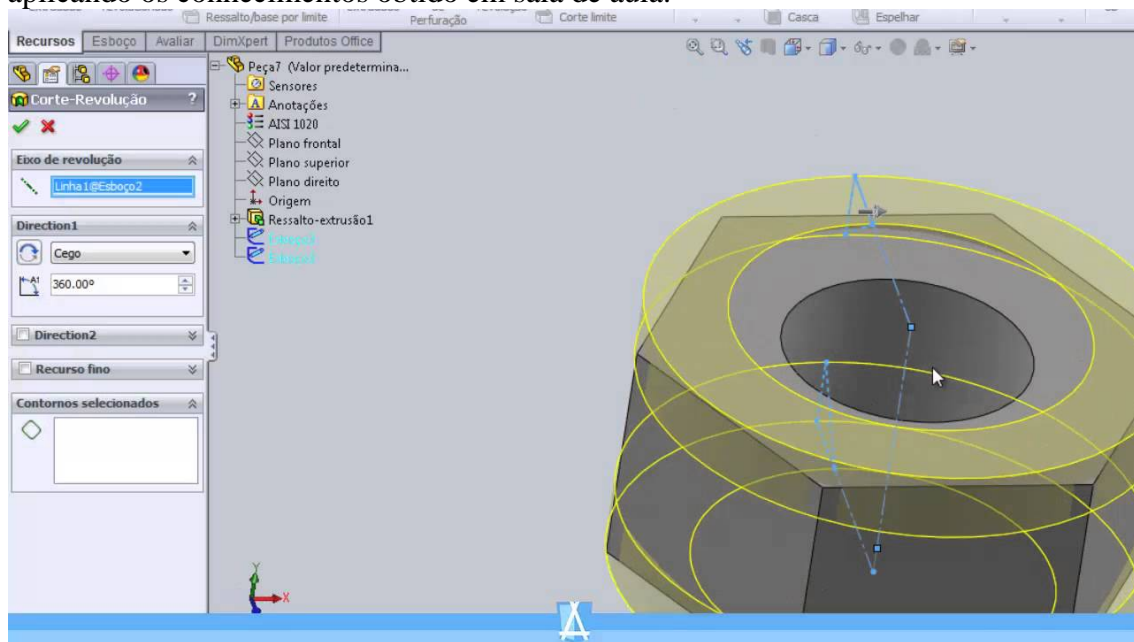 aplicando os conhecimentos obtido em sala de aula.
Ressalto/base por limite
Perfuração
Corte limite
Casca
Espelhar
Recursos Esboço Avaliar DimXpert Produtos Office
Corte-Revolução ?
Eixo de revolução
Linha1@Esboço2
Direction1
Cego
360.00º
Direction2
Recurso fino
Contornos selecionados
Peça7 (Valor predetermina...
Sensores
A Anotações
AISI 1020
Plano frontal
Plano superior
Plano direito
Origem
Ressalto-extrusão1
Y
X